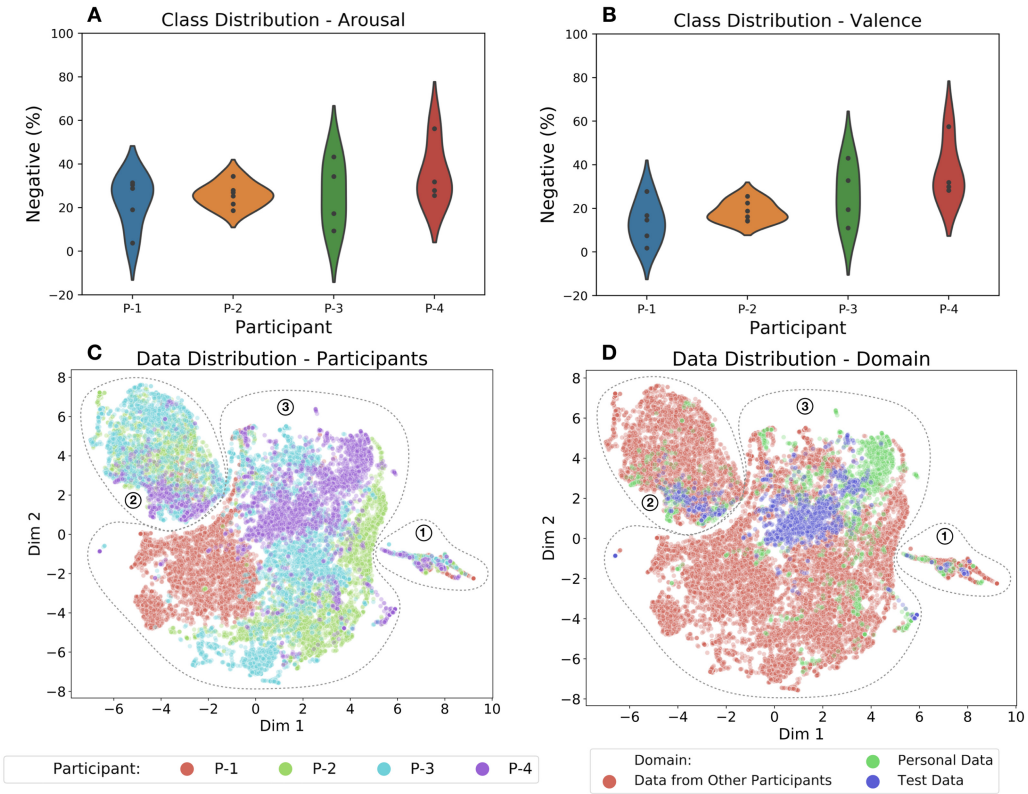 A
Class Distribution - Arousal
Negative (%)
100
80
60
40
20
0
−20
P-1 P-2 P-3 P-4
Participant
B
Class Distribution - Valence
Negative (%)
100
80
60
40
20
0
−20
P-1 P-2 P-3 P-4
Participant
C
Data Distribution - Participants
Dim 2
8
6
4
2
0
−2
−4
−6
−8
3
2
1
−6 −4 −2 0 2 4 6 8 10
Dim 1
Participant: P-1 P-2 P-3 P-4
D
Data Distribution - Domain
Dim 2
8
6
4
2
0
−2
−4
−6
−8
3
2
1
−6 −4 −2 0 2 4 6 8 10
Dim 1
Domain: Personal Data
Data from Other Participants Test Data